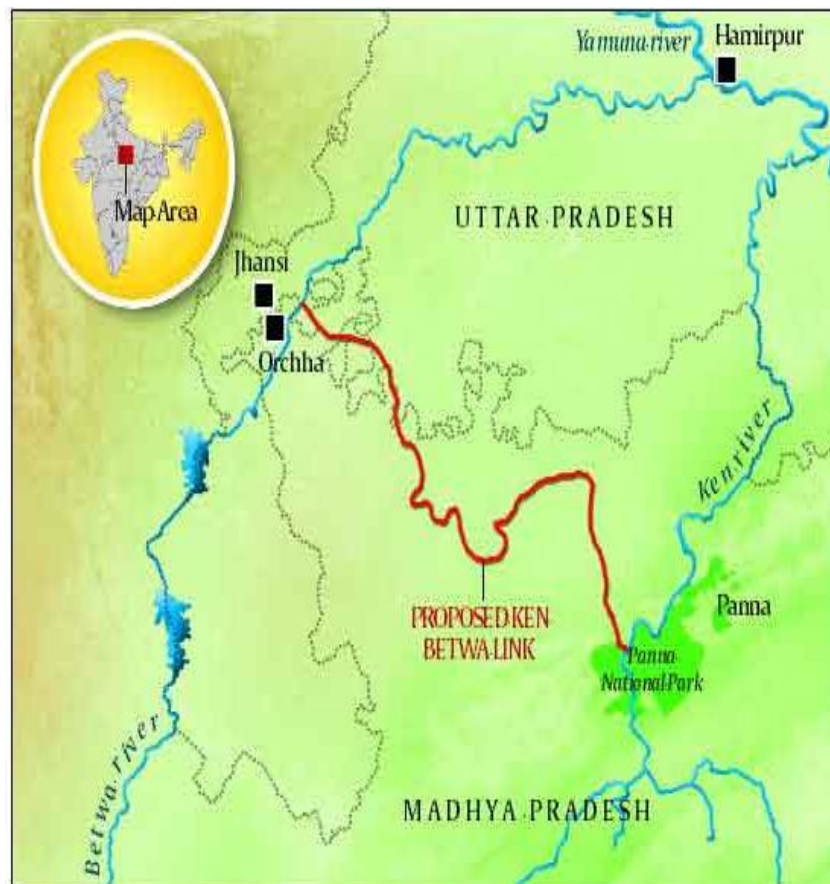 Yamuna river
Hamirpur
Map Area
UTTAR PRADESH
Jhansi
Orchha
Ken river
PROPOSED KEN
BETWA LINK
Panna
Panna
National Park
Betwa river
MADHYA PRADESH